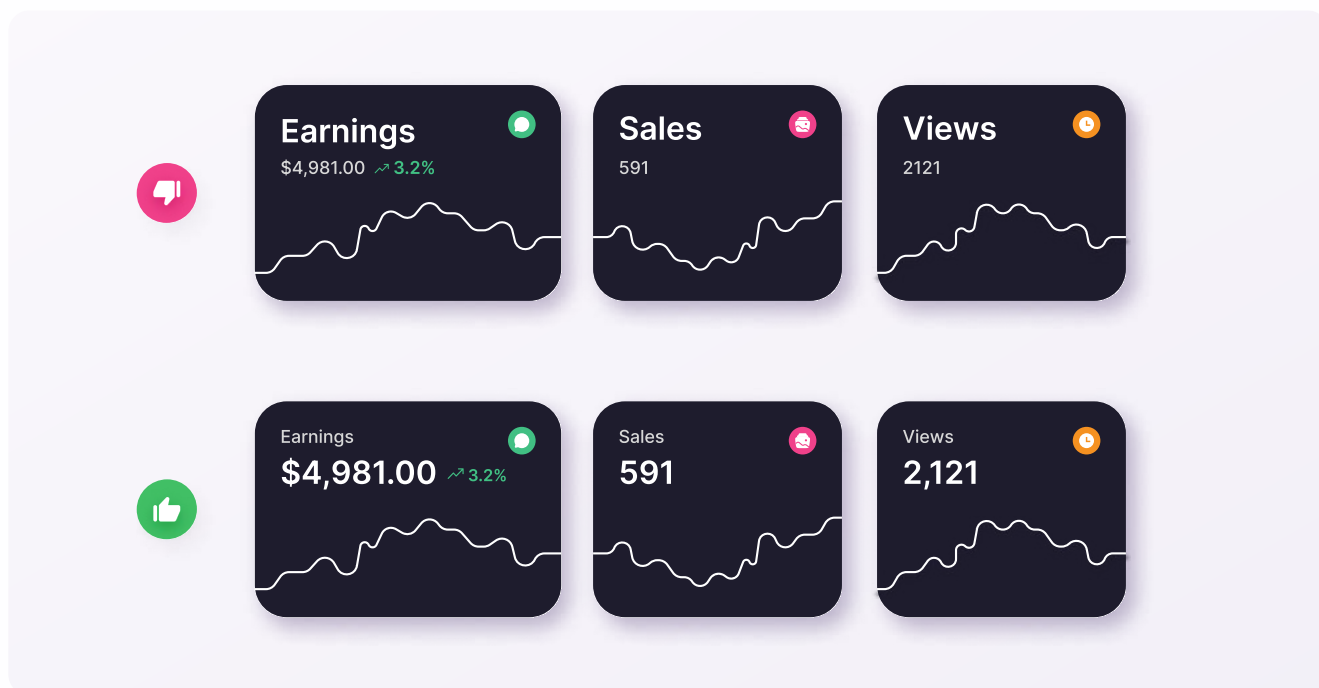 Earnings
$4,981.00 3.2%
Sales
591
Views
2121
Earnings
$4,981.00 3.2%
Sales
591
Views
2,121